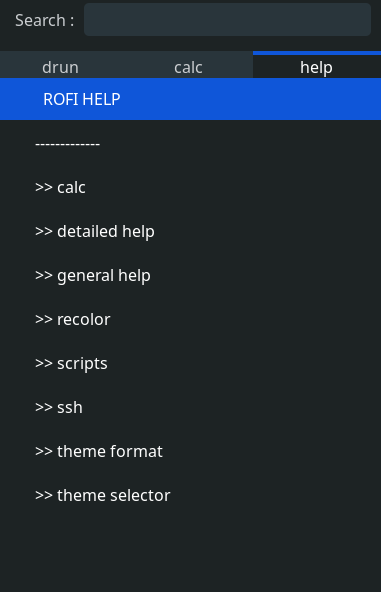 Search :
drun calc help
ROFI HELP
-------------
>> calc
>> detailed help
>> general help
>> recolor
>> scripts
>> ssh
>> theme format
>> theme selector